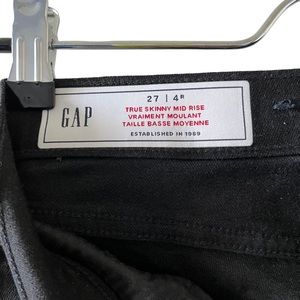 GAP
27 | 4R
TRUE SKINNY MID RISE
VRAIMENT MOULANT
TAILLE BASSE MOYENNE
ESTABLISHED IN 1969